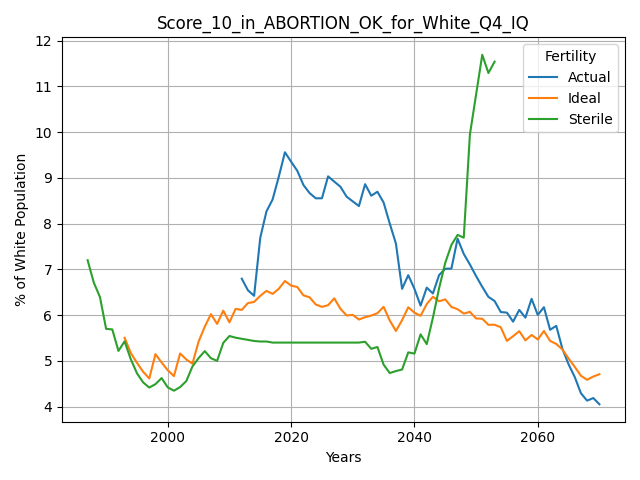 Score_10_in_ABORTION_OK_for_White_Q4_IQ
12
11
10
9
8
7
6
5
4
% of White Population
Fertility
Actual
Ideal
Sterile
2000
2020
2040
2060
Years